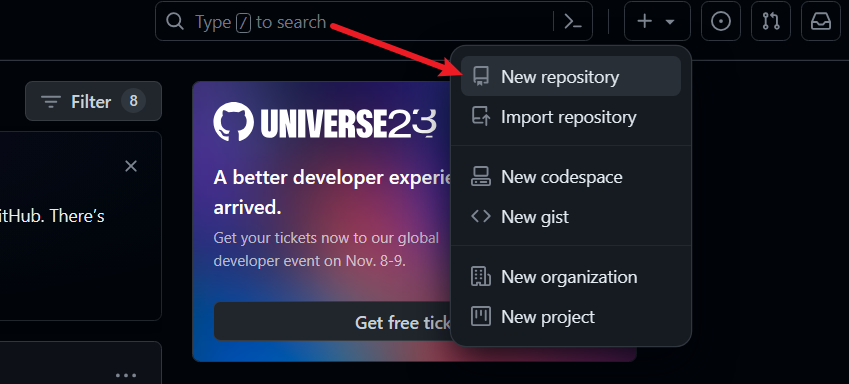 Type / to search
New repository
Import repository
New codespace
New gist
New organization
New project
Filter 8
itHub. There's
UNIVERSE23
A better developer experie
arrived.
Get your tickets now to our global
developer event on Nov. 8-9.
Get free tick